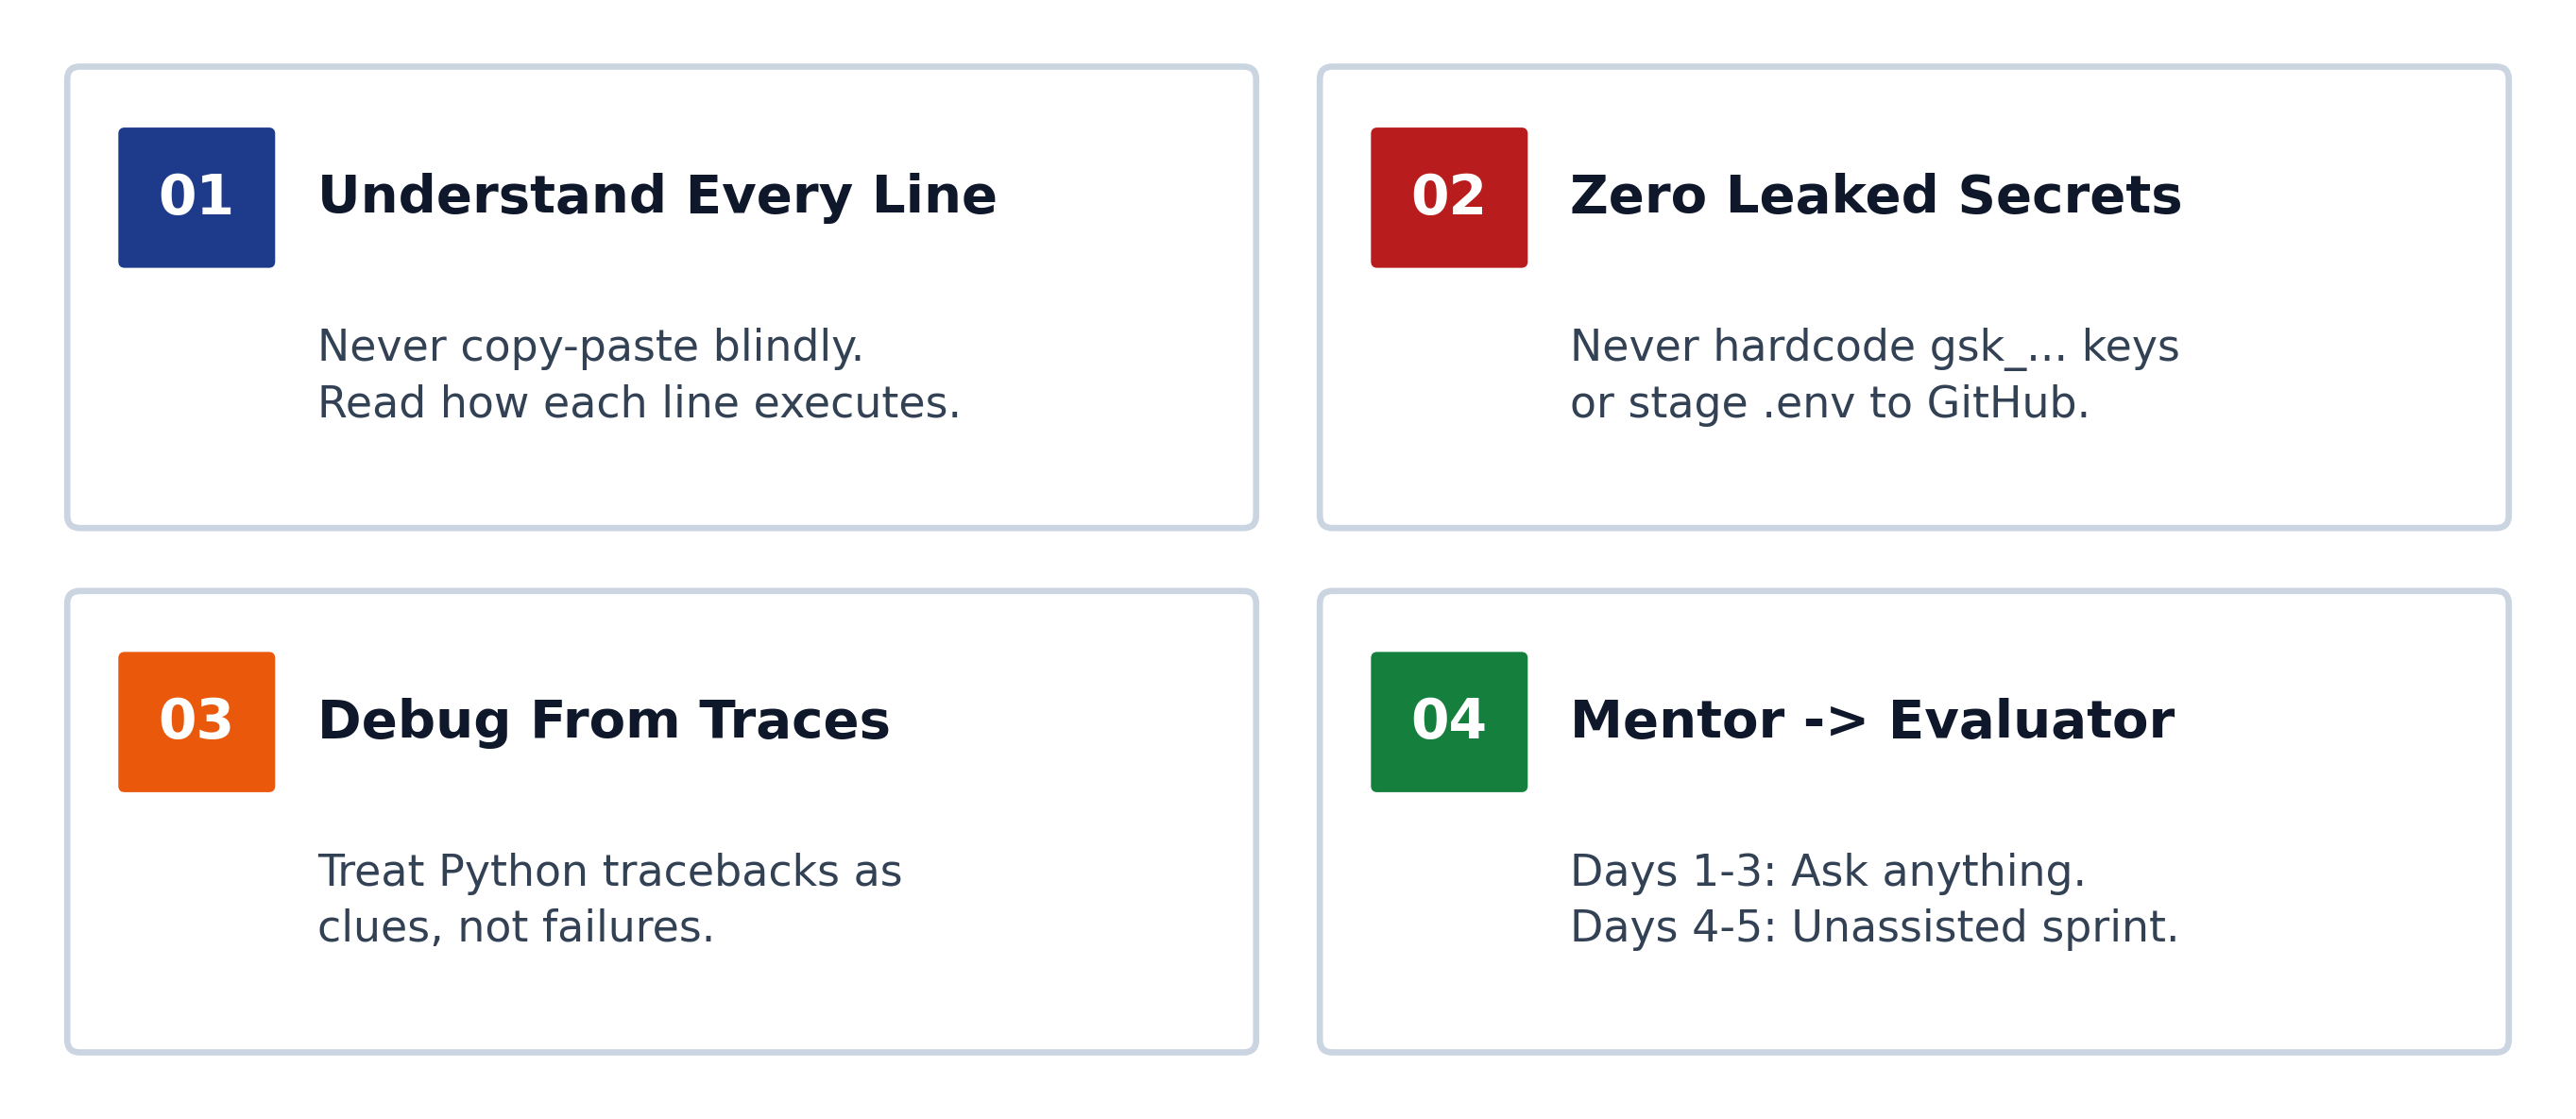 01
Understand Every Line
Never copy-paste blindly.
Read how each line executes.
02
Zero Leaked Secrets
Never hardcode gsk_... keys
or stage .env to GitHub.
03
Debug From Traces
Treat Python tracebacks as
clues, not failures.
04
Mentor -> Evaluator
Days 1-3: Ask anything.
Days 4-5: Unassisted sprint.